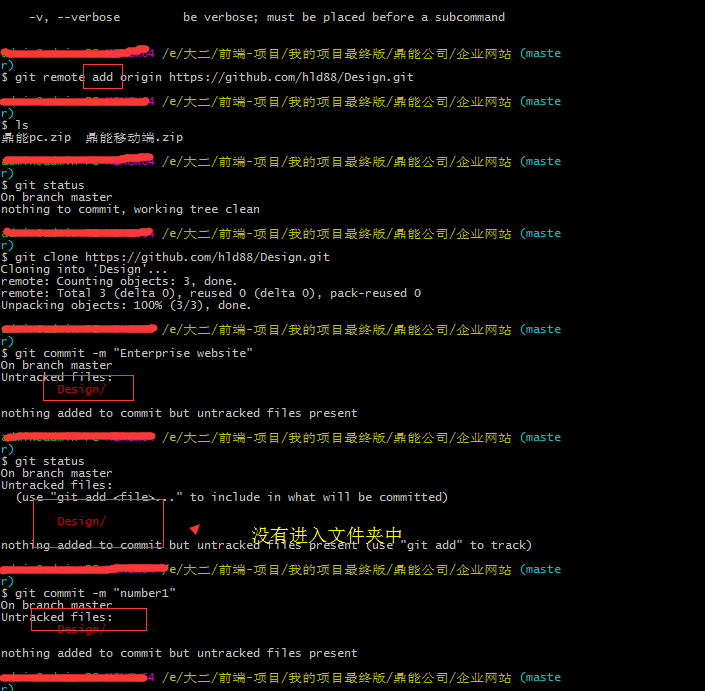 -v, --verbose         be verbose; must be placed before a subcommand
/e/大二/前端-项目/我的项目最终版/鼎能公司/企业网站 (maste
r)
$ git remote add origin https://github.com/hld88/Design.git
/e/大二/前端-项目/我的项目最终版/鼎能公司/企业网站 (maste
r)
$ ls
鼎能pc.zip  鼎能移动端.zip
/e/大二/前端-项目/我的项目最终版/鼎能公司/企业网站 (maste
r)
$ git status
On branch master
nothing to commit, working tree clean
/e/大二/前端-项目/我的项目最终版/鼎能公司/企业网站 (maste
r)
$ git clone https://github.com/hld88/Design.git
Cloning into 'Design'...
remote: Counting objects: 3, done.
remote: Total 3 (delta 0), reused 0 (delta 0), pack-reused 0
Unpacking objects: 100% (3/3), done.
/e/大二/前端-项目/我的项目最终版/鼎能公司/企业网站 (maste
r)
$ git commit -m "Enterprise website"
On branch master
Untracked files:
Design/
nothing added to commit but untracked files present
/e/大二/前端-项目/我的项目最终版/鼎能公司/企业网站 (maste
r)
$ git status
On branch master
Untracked files:
(use "git add <file>..." to include in what will be committed)
Design/
没有进入文件夹中
nothing added to commit but untracked files present (use "git add" to track)
/e/大二/前端-项目/我的项目最终版/鼎能公司/企业网站 (maste
r)
$ git commit -m "number1"
On branch master
Untracked files:
Design/
nothing added to commit but untracked files present
/e/大二/前端-项目/我的项目最终版/鼎能公司/企业网站 (maste
r)